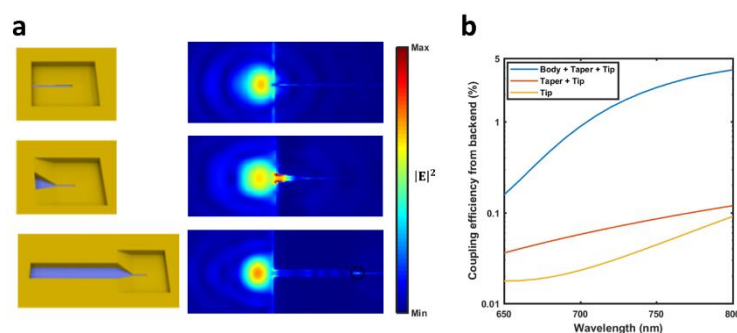 a
Max
|E|²
Min
b
Body + Taper + Tip
Taper + Tip
Tip
Coupling efficiency from backend (%)
5
1
0.1
0.01
650
700
750
800
Wavelength (nm)